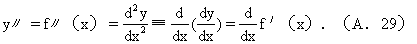 y″ =f″ (x) = d²y/dx² ≡ d/dx (dy/dx) = d/dx f′ (x) . (A. 29)